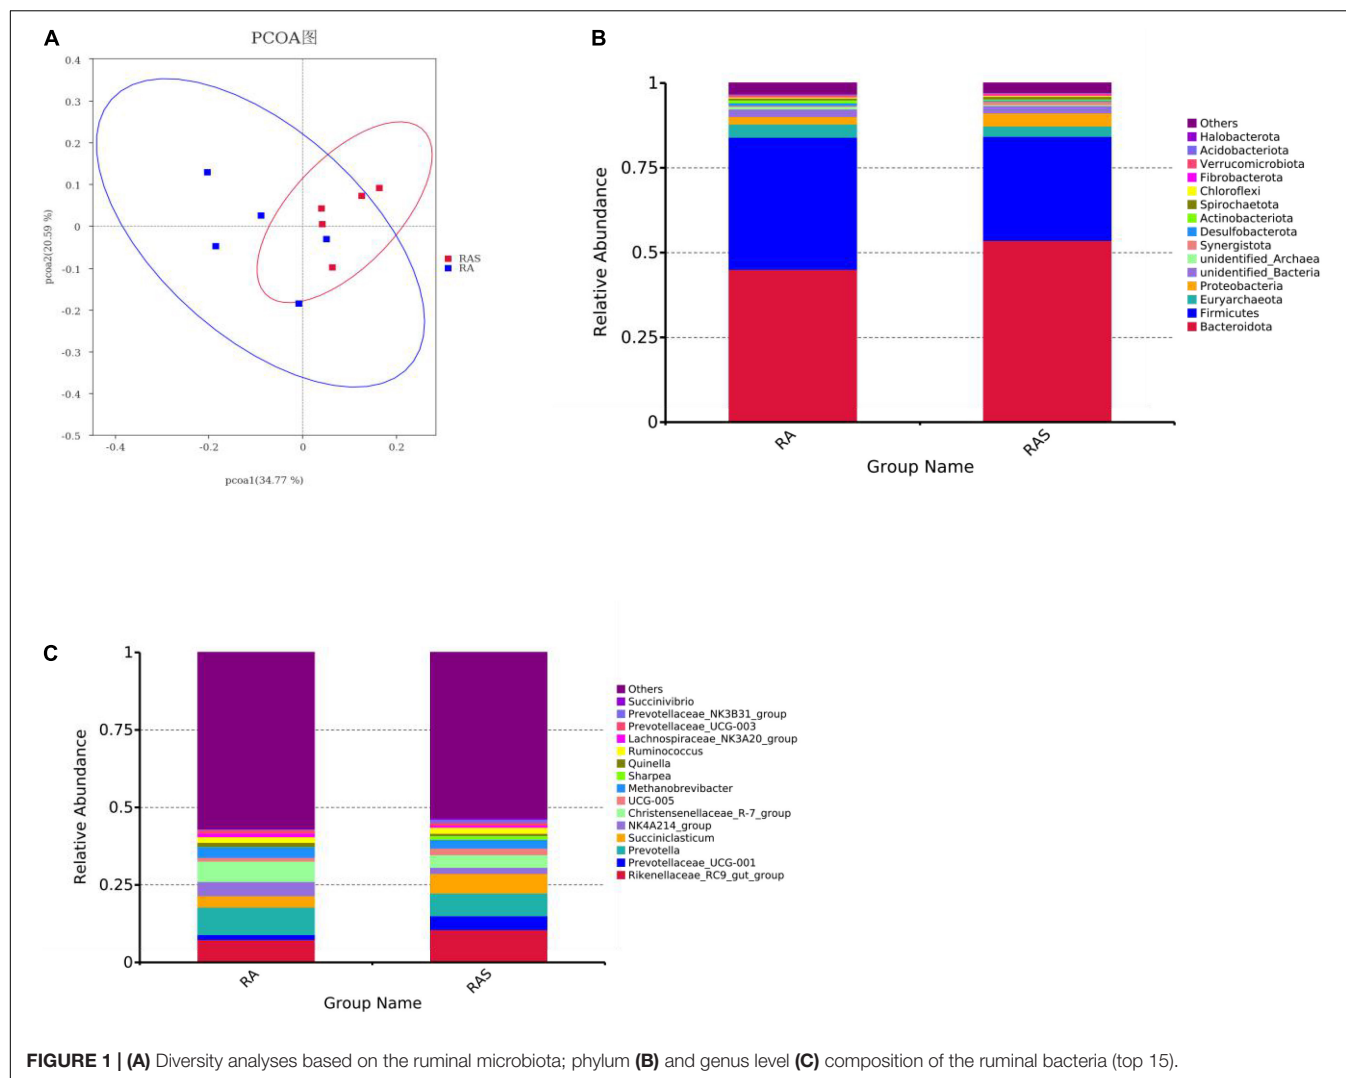 A
PCOA图
0.4
0.3
0.2
0.1
0
-0.1
-0.2
-0.3
-0.4
-0.5
pcoa2(20.59 %)
-0.4
-0.2
0
0.2
pcoa1(34.77 %)
RAS
RA
B
1
0.75
0.5
0.25
0
Relative Abundance
RA
RAS
Group Name
Others
Halobacterota
Acidobacteriota
Verrucomicrobiota
Fibrobacterota
Chloroflexi
Spirochaetota
Actinobacteriota
Desulfobacterota
Synergistota
unidentified_Archaea
unidentified_Bacteria
Proteobacteria
Euryarchaeota
Firmicutes
Bacteroidota
C
1
0.75
0.5
0.25
0
Relative Abundance
RA
RAS
Group Name
Others
Succinivibrio
Prevotellaceae_NK3B31_group
Prevotellaceae_UCG-003
Lachnospiraceae_NK3A20_group
Ruminococcus
Quinella
Sharpea
Methanobrevibacter
UCG-005
Christensenellaceae_R-7_group
NK4A214_group
Succiniclasticum
Prevotella
Prevotellaceae_UCG-001
Rikenellaceae_RC9_gut_group
FIGURE 1 | (A) Diversity analyses based on the ruminal microbiota; phylum (B) and genus level (C) composition of the ruminal bacteria (top 15).